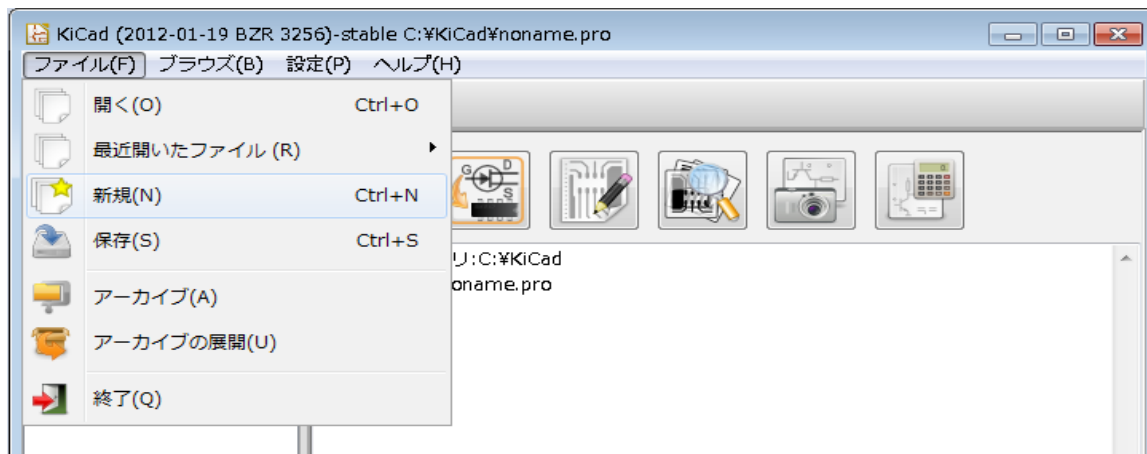 KiCad (2012-01-19 BZR 3256)-stable C:¥KiCad¥noname.pro
ファイル(F) ブラウズ(B) 設定(P) ヘルプ(H)
開く(O) Ctrl+O
最近開いたファイル (R)
新規(N) Ctrl+N
保存(S) Ctrl+S
アーカイブ(A)
アーカイブの展開(U)
終了(Q)
G D
S
リ:C:¥KiCad
oname.pro